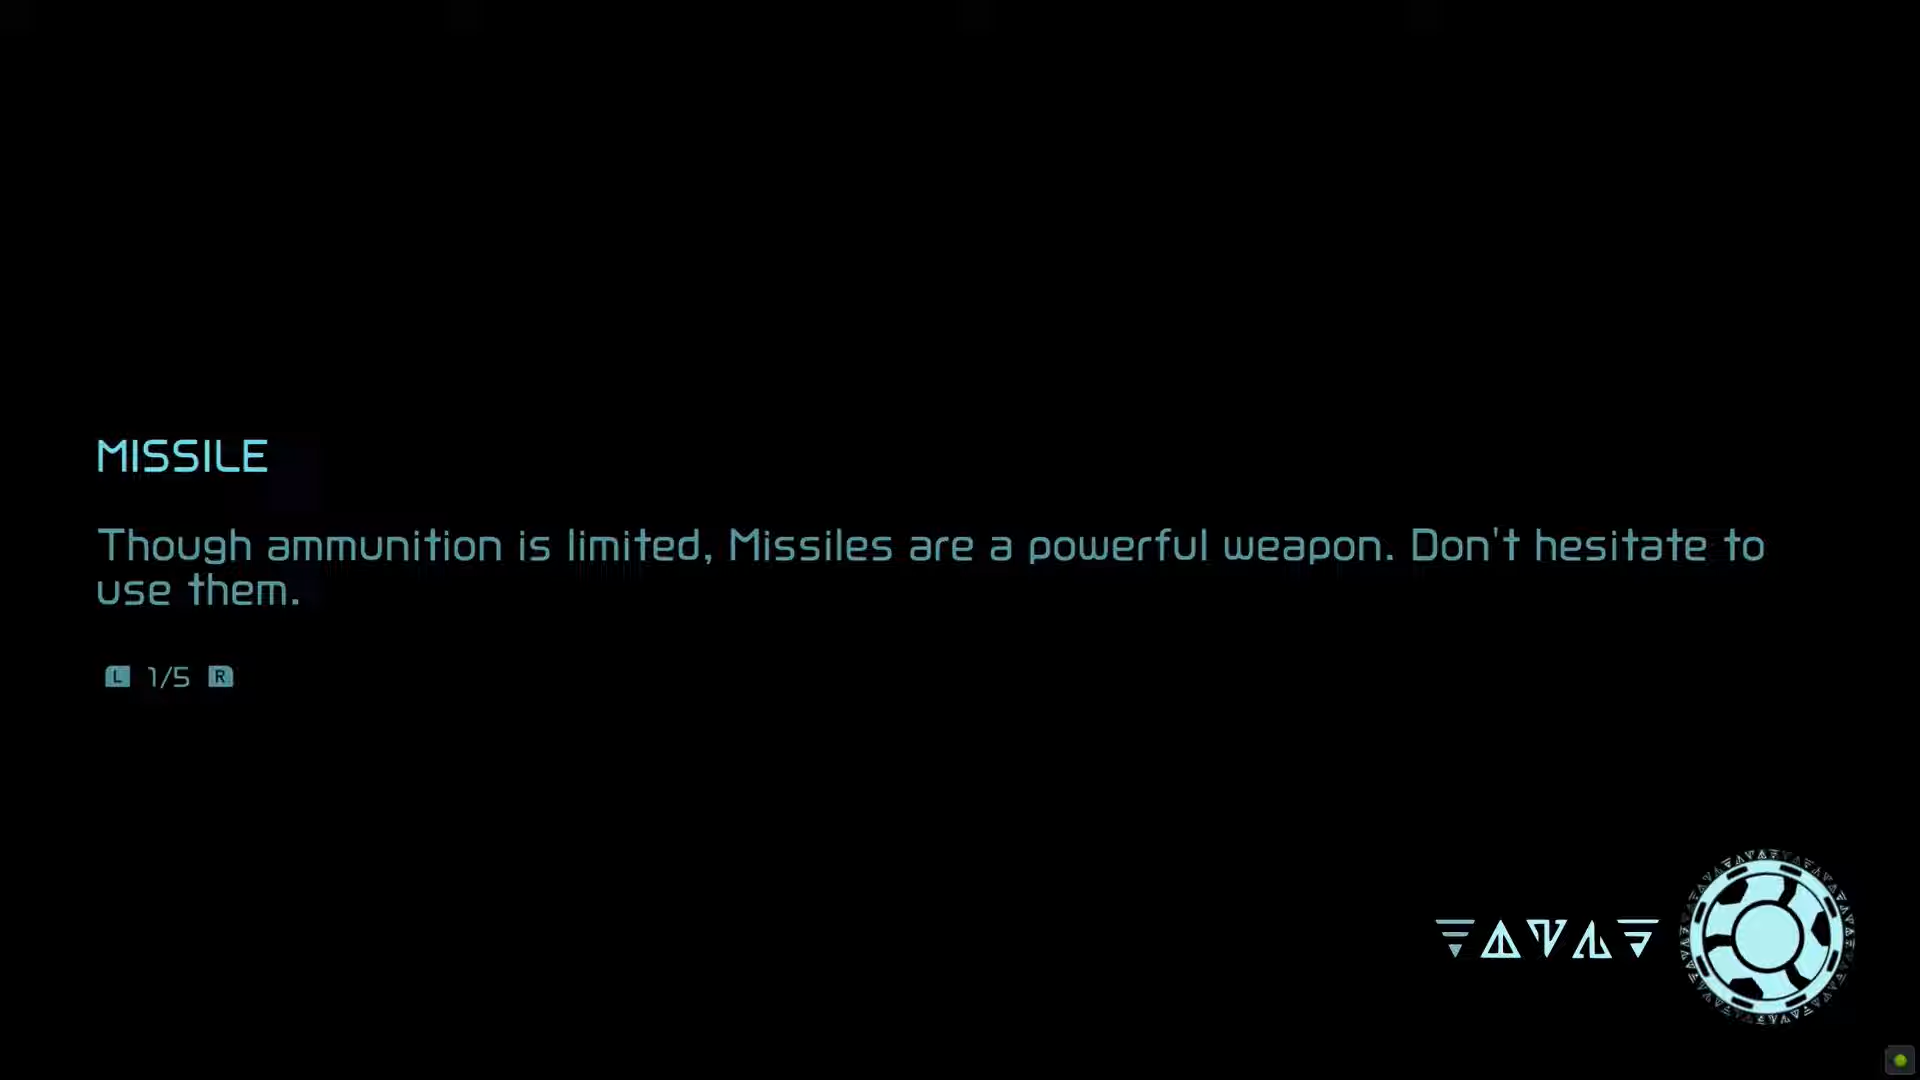 MISSILE
Though ammunition is limited, Missiles are a powerful weapon. Don't hesitate to
use them.
L 1/5 R